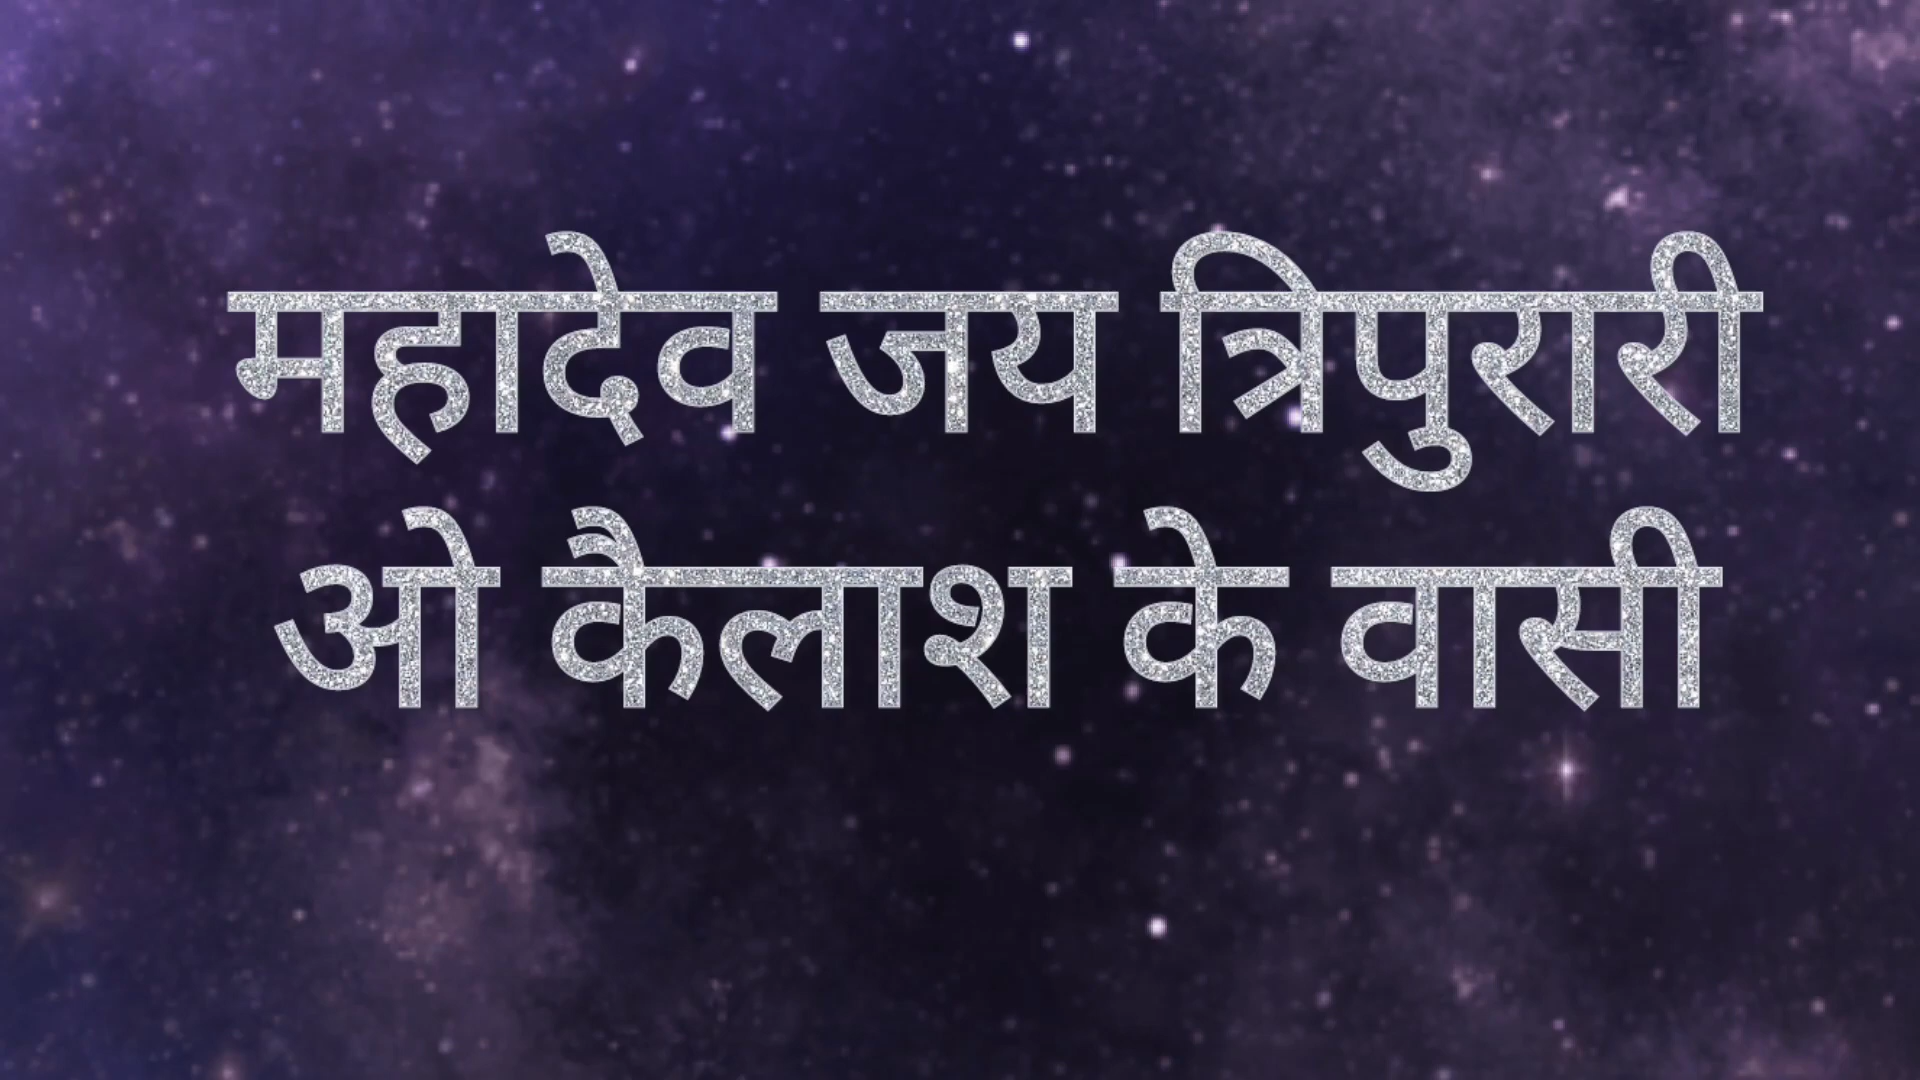 महादेव जय त्रिपुरारी
ओ कैलाश के वासी